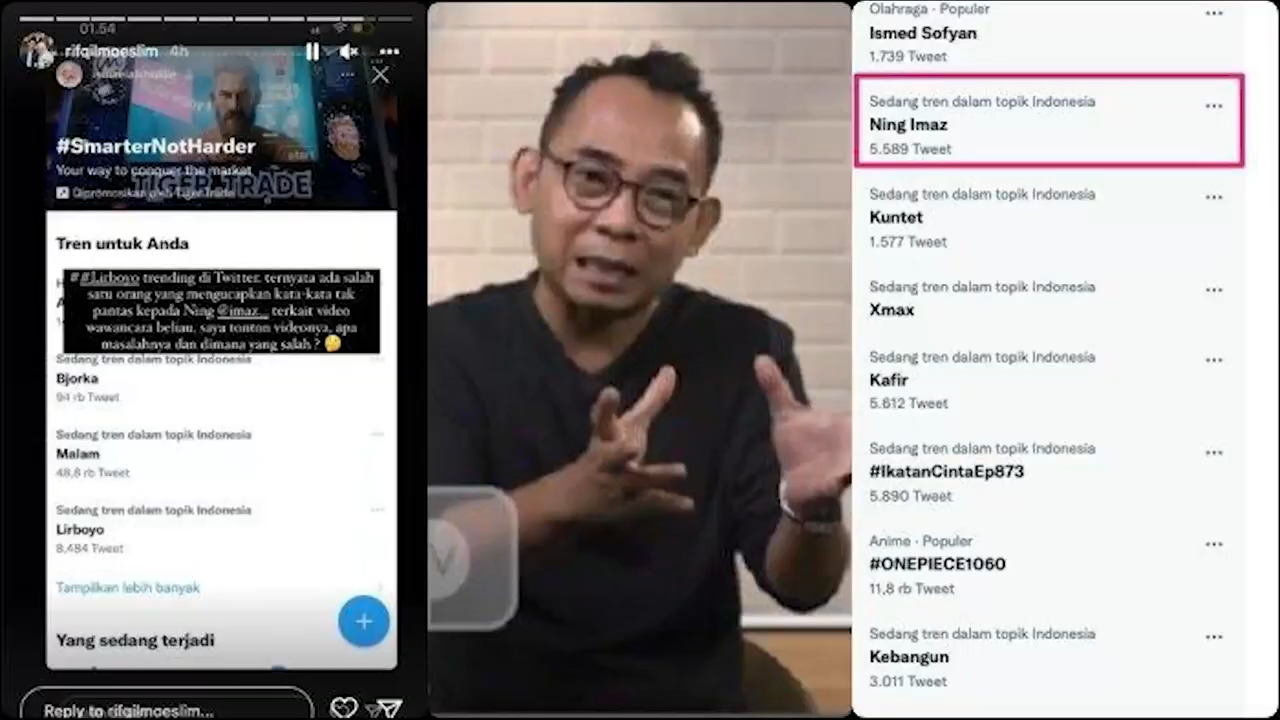 01.54
rifqilmoeslim 4h
#SmarterNotHarder
Your way to conquer the market
start
TIGER TRADE
Dipromosikan oleh Tiger Trade
Tren untuk Anda
##Lirboyo trending di Twitter, ternyata ada salah
satu orang yang mengucapkan kata-kata tak
pantas kepada Ning @imaz_ terkait video
wawancara beliau, saya tonton videonya, apa
masalahnya dan dimana yang salah ? 🤔
Sedang tren dalam topik Indonesia
Bjorka
94 rb Tweet
Sedang tren dalam topik Indonesia
Malam
48,8 rb Tweet
Sedang tren dalam topik Indonesia
Lirboyo
8.484 Tweet
Tampilkan lebih banyak
Yang sedang terjadi
Reply to rifqilmoeslim...
V
Olahraga · Populer
Ismed Sofyan
1.739 Tweet
Sedang tren dalam topik Indonesia
Ning Imaz
5.589 Tweet
Sedang tren dalam topik Indonesia
Kuntet
1.577 Tweet
Sedang tren dalam topik Indonesia
Xmax
Sedang tren dalam topik Indonesia
Kafir
5.612 Tweet
Sedang tren dalam topik Indonesia
#IkatanCintaEp873
5.890 Tweet
Anime · Populer
#ONEPIECE1060
11,8 rb Tweet
Sedang tren dalam topik Indonesia
Kebangun
3.011 Tweet